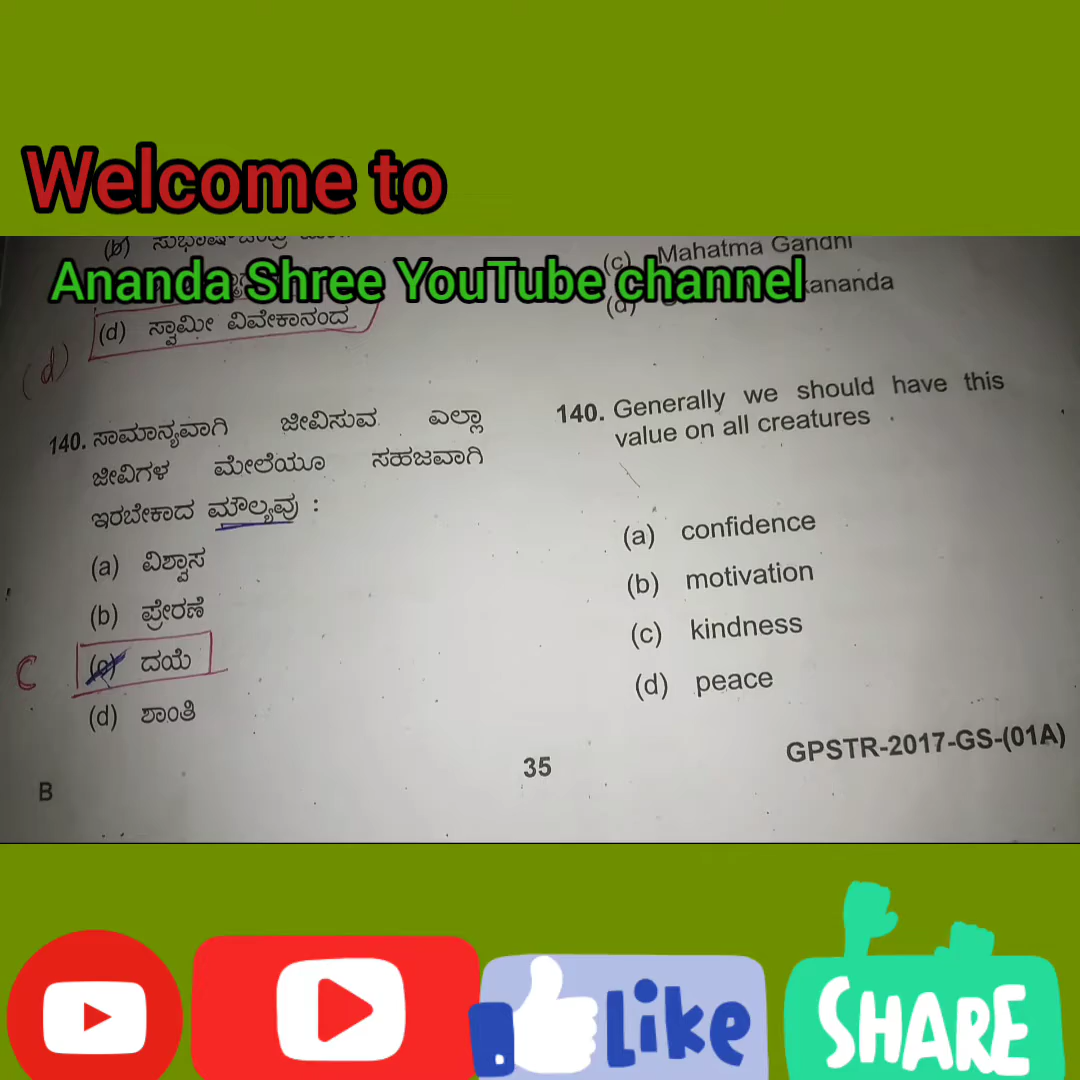 Welcome to
Ananda Shree YouTube channel
(b)
(d) ಸ್ವಾಮೀ ವಿವೇಕಾನಂದ
(d)
140. ಸಾಮಾನ್ಯವಾಗಿ ಜೀವಿಸುವ ಎಲ್ಲಾ
ಜೀವಿಗಳ ಮೇಲೆಯೂ ಸಹಜವಾಗಿ
ಇರಬೇಕಾದ ಮೌಲ್ಯವು :
(a) ವಿಶ್ವಾಸ
(b) ಪ್ರೇರಣೆ
C (c) ದಯೆ
(d) ಶಾಂತಿ
B
(c) Mahatma Gandhi
(d)
140. Generally we should have this
value on all creatures
(a) confidence
(b) motivation
(c) kindness
(d) peace
35
GPSTR-2017-GS-(01A)
Like
SHARE